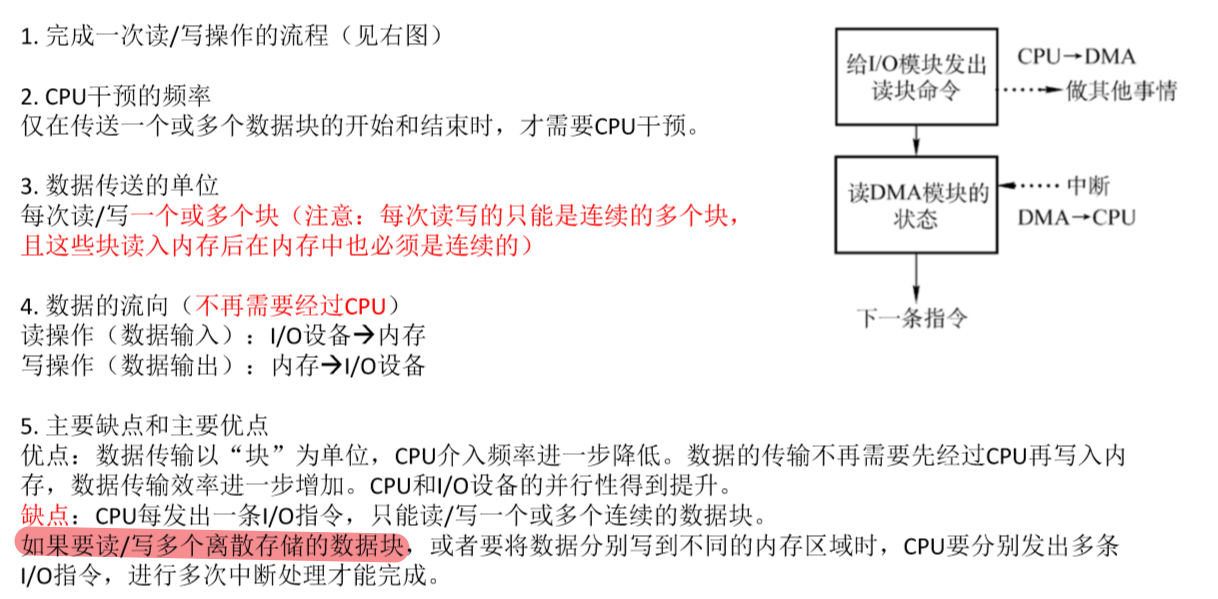 1. 完成一次读/写操作的流程（见右图）
2. CPU干预的频率
仅在传送一个或多个数据块的开始和结束时，才需要CPU干预。
3. 数据传送的单位
每次读/写一个或多个块（注意：每次读写的只能是连续的多个块，
且这些块读入内存后在内存中也必须是连续的）
4. 数据的流向（不再需要经过CPU）
读操作（数据输入）：I/O设备→内存
写操作（数据输出）：内存→I/O设备
5. 主要缺点和主要优点
优点：数据传输以“块”为单位，CPU介入频率进一步降低。数据的传输不再需要先经过CPU再写入内
存，数据传输效率进一步增加。CPU和I/O设备的并行性得到提升。
缺点：CPU每发出一条I/O指令，只能读/写一个或多个连续的数据块。
如果要读/写多个离散存储的数据块，或者要将数据分别写到不同的内存区域时，CPU要分别发出多条
I/O指令，进行多次中断处理才能完成。
给I/O模块发出
读块命令
CPU→DMA
做其他事情
读DMA模块的
状态
中断
DMA→CPU
下一条指令